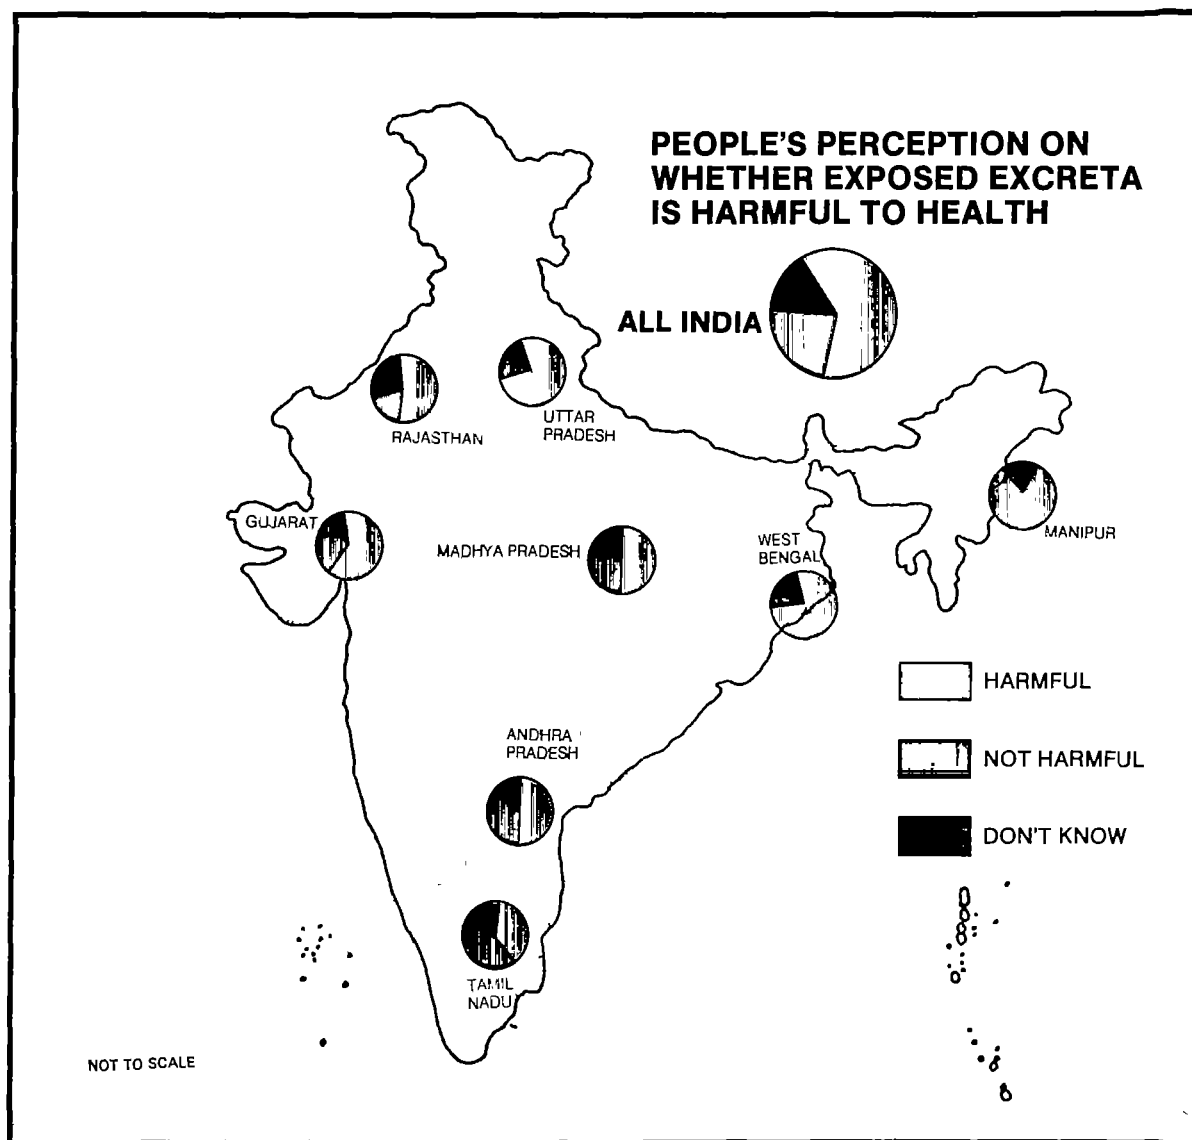 PEOPLE'S PERCEPTION ON
WHETHER EXPOSED EXCRETA
IS HARMFUL TO HEALTH
ALL INDIA
RAJASTHAN
UTTAR
PRADESH
GUJARAT
MADHYA PRADESH
WEST
BENGAL
MANIPUR
HARMFUL
NOT HARMFUL
DON'T KNOW
ANDHRA
PRADESH
TAMIL
NADU
NOT TO SCALE